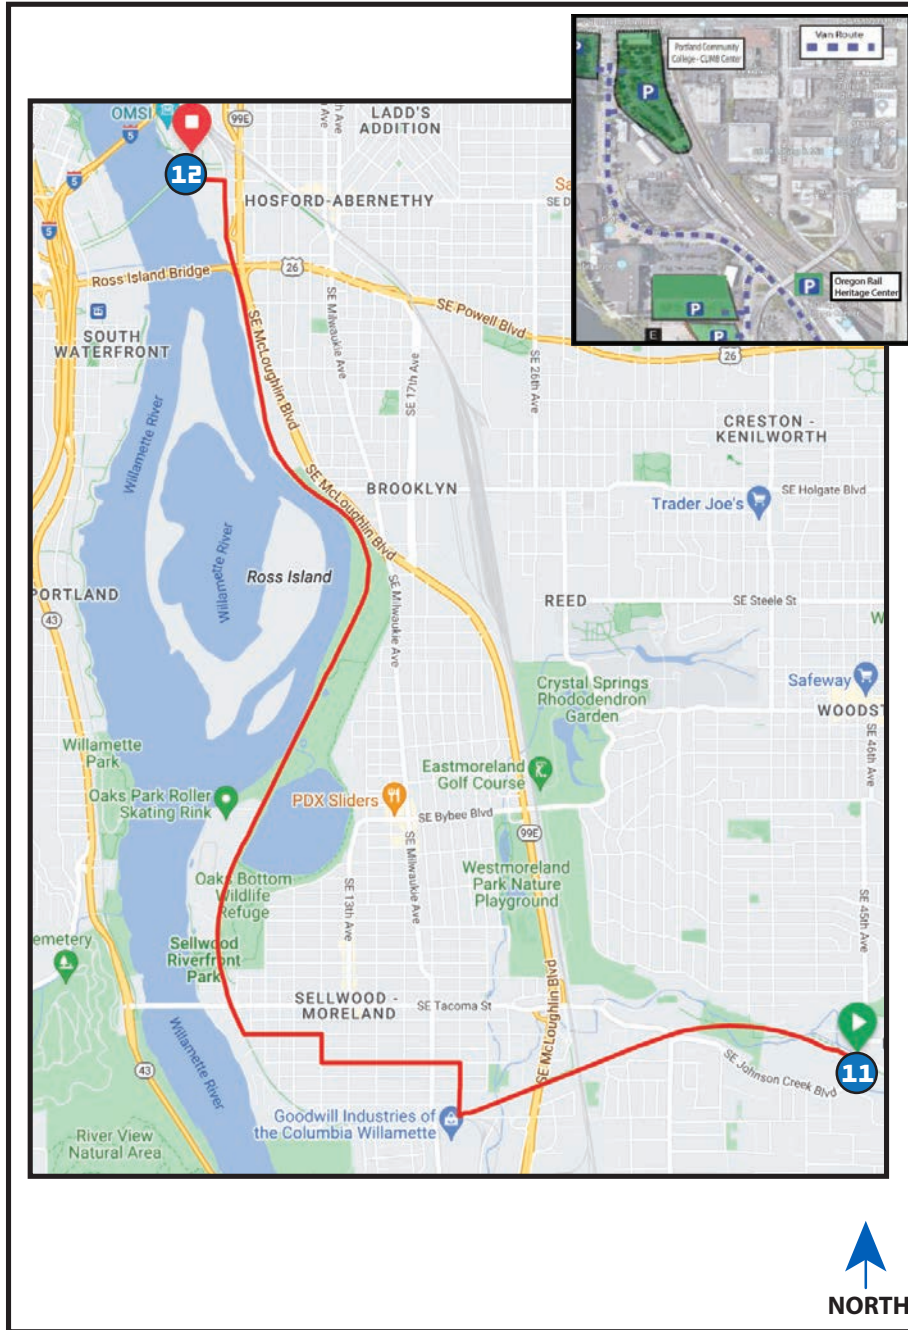 Portland Community
College - CLIMB Center
Van Route
P
P
P
P
P
Oregon Rail
Heritage Center
E
OMSI
99E
LADD'S
ADDITION
5
5
5
12
HOSFORD-ABERNETHY
Sa
SE D
Ross Island Bridge
26
SE Powell Blvd
26
SOUTH
WATERFRONT
SE McLoughlin Blvd
SE Milwaukie Ave
SE 17th Ave
SE 26th Ave
CRESTON -
KENILWORTH
Willamette River
SE McLoughlin Blvd
BROOKLYN
SE Holgate Blvd
Trader Joe's
Willamette River
Ross Island
PORTLAND
43
SE Milwaukie Ave
REED
SE Steele St
W
Safeway
WOODST
Crystal Springs
Rhododendron
Garden
SE 46th Ave
Willamette
Park
Eastmoreland
Golf Course
Oaks Park Roller
Skating Rink
PDX Sliders
SE Bybee Blvd
99E
SE 13th Ave
SE Milwaukie Ave
Westmoreland
Park Nature
Playground
Oaks Bottom
Wildlife
Refuge
SE 45th Ave
emetery
Sellwood
Riverfront
Park
SELLWOOD -
MORELAND
SE Tacoma St
SE McLoughlin Blvd
Willamette River
43
SE Johnson Creek Blvd
11
Goodwill Industries of
the Columbia Willamette
River View
Natural Area
NORTH